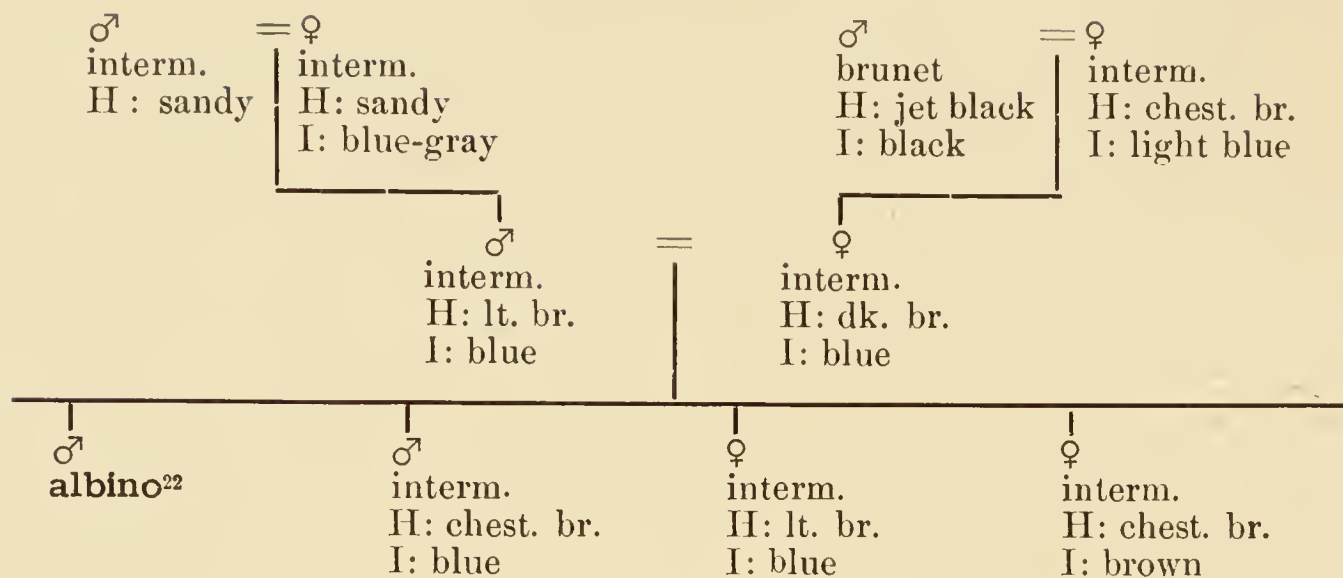 ♂ = ♀ ♂ = ♀
interm. interm. brunet interm.
H : sandy H: sandy H: jet black H: chest. br.
I: blue-gray I: black I: light blue
♂ = ♀
interm. interm.
H: lt. br. H: dk. br.
I: blue I: blue
♂ ♂ ♀ ♀
albino²² interm. interm. interm.
H: chest. br. H: lt. br. H: chest. br.
I: blue I: blue I: brown